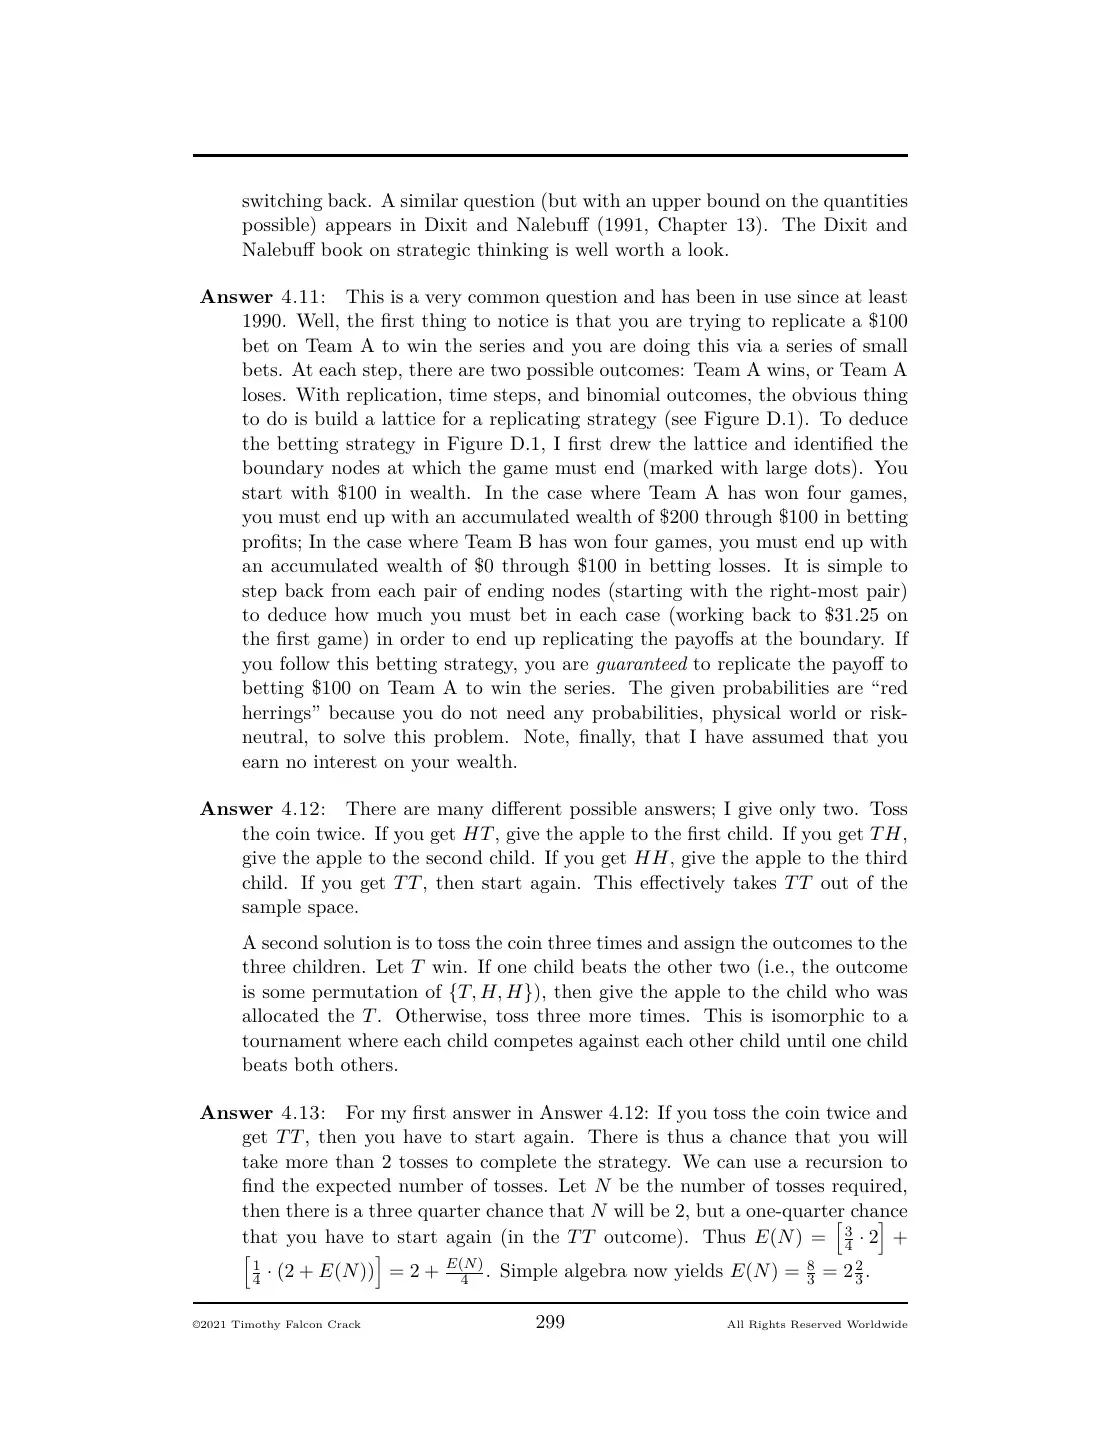 switching back. A similar question (but with an upper bound on the quantities
possible) appears in Dixit and Nalebuff (1991, Chapter 13). The Dixit and
Nalebuff book on strategic thinking is well worth a look.
Answer 4.11: This is a very common question and has been in use since at least
1990. Well, the first thing to notice is that you are trying to replicate a $100
bet on Team A to win the series and you are doing this via a series of small
bets. At each step, there are two possible outcomes: Team A wins, or Team A
loses. With replication, time steps, and binomial outcomes, the obvious thing
to do is build a lattice for a replicating strategy (see Figure D.1). To deduce
the betting strategy in Figure D.1, I first drew the lattice and identified the
boundary nodes at which the game must end (marked with large dots). You
start with $100 in wealth. In the case where Team A has won four games,
you must end up with an accumulated wealth of $200 through $100 in betting
profits; In the case where Team B has won four games, you must end up with
an accumulated wealth of $0 through $100 in betting losses. It is simple to
step back from each pair of ending nodes (starting with the right-most pair)
to deduce how much you must bet in each case (working back to $31.25 on
the first game) in order to end up replicating the payoffs at the boundary. If
you follow this betting strategy, you are guaranteed to replicate the payoff to
betting $100 on Team A to win the series. The given probabilities are “red
herrings” because you do not need any probabilities, physical world or risk-
neutral, to solve this problem. Note, finally, that I have assumed that you
earn no interest on your wealth.
Answer 4.12: There are many different possible answers; I give only two. Toss
the coin twice. If you get HT, give the apple to the first child. If you get TH,
give the apple to the second child. If you get HH, give the apple to the third
child. If you get TT, then start again. This effectively takes TT out of the
sample space.
A second solution is to toss the coin three times and assign the outcomes to the
three children. Let T win. If one child beats the other two (i.e., the outcome
is some permutation of {T, H, H}), then give the apple to the child who was
allocated the T. Otherwise, toss three more times. This is isomorphic to a
tournament where each child competes against each other child until one child
beats both others.
Answer 4.13: For my first answer in Answer 4.12: If you toss the coin twice and
get TT, then you have to start again. There is thus a chance that you will
take more than 2 tosses to complete the strategy. We can use a recursion to
find the expected number of tosses. Let N be the number of tosses required,
then there is a three quarter chance that N will be 2, but a one-quarter chance
that you have to start again (in the TT outcome). Thus E(N) = [3/4 · 2] +
[1/4 · (2 + E(N))] = 2 + E(N)/4. Simple algebra now yields E(N) = 8/3 = 2 2/3.
©2021 Timothy Falcon Crack 299 All Rights Reserved Worldwide